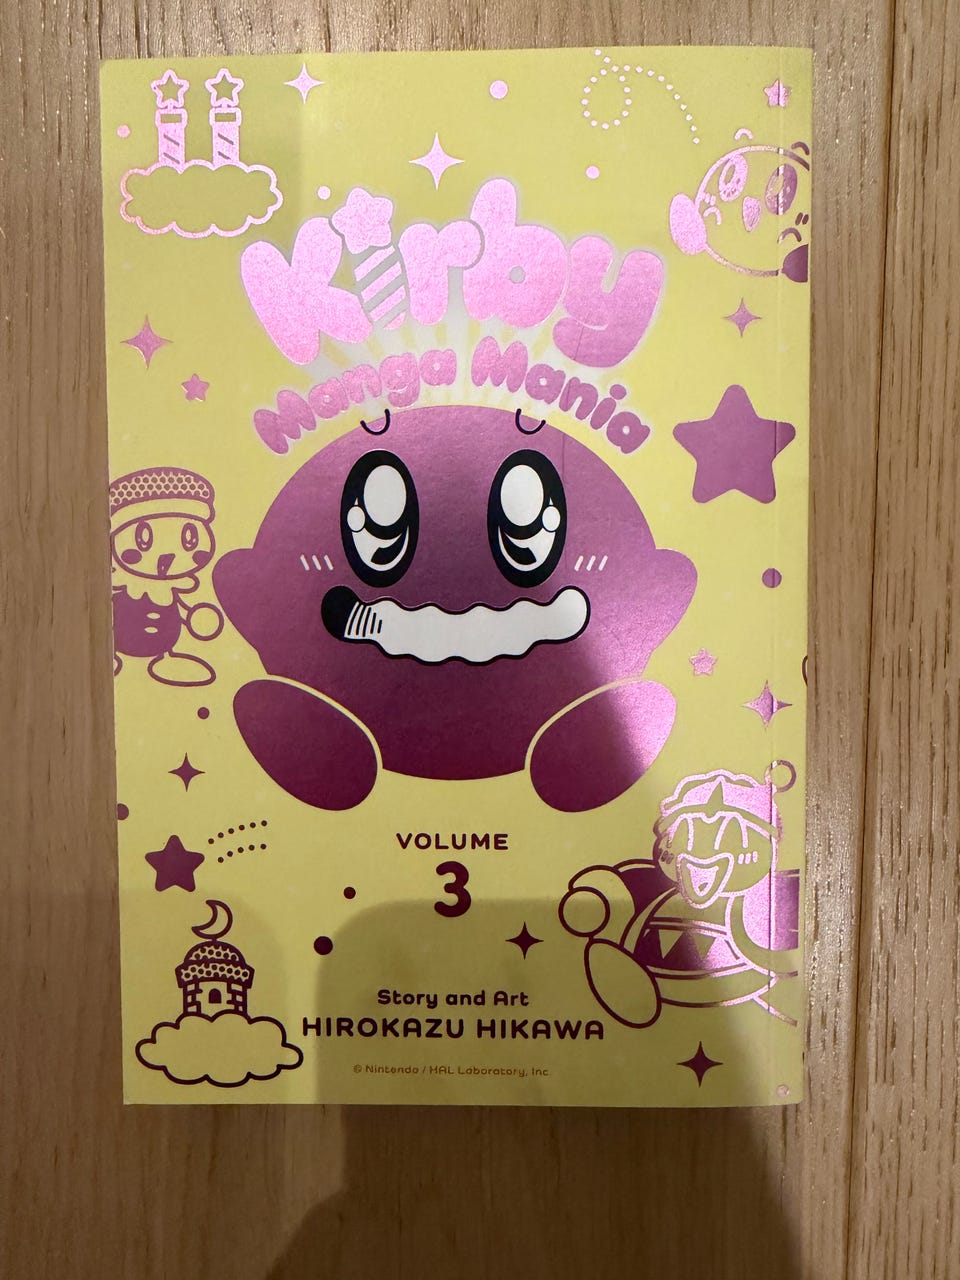 Kirby
Manga Mania
VOLUME
3
Story and Art
HIROKAZU HIKAWA
© Nintendo / HAL Laboratory, Inc.